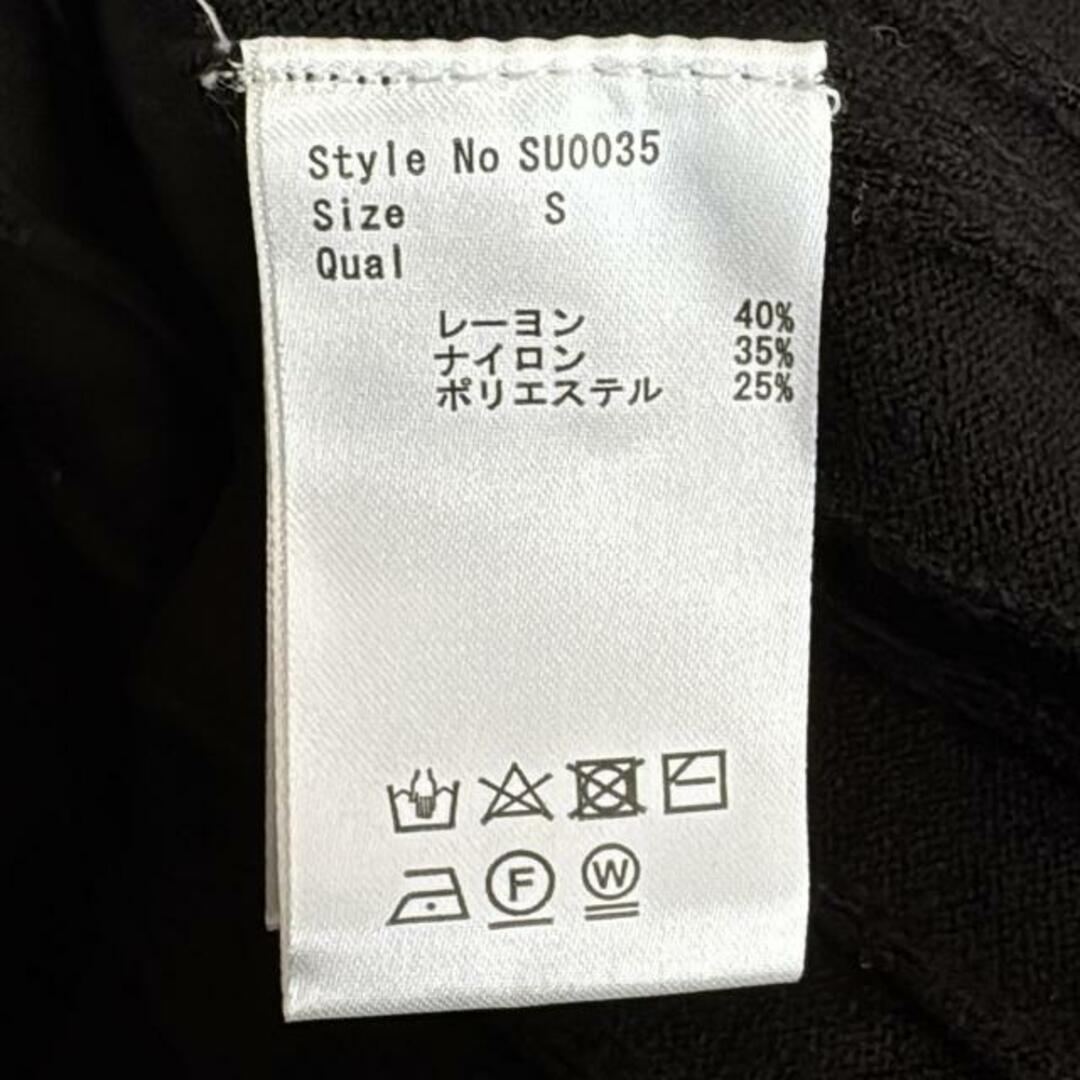 Style No SU0035
Size S
Qual
レーヨン 40%
ナイロン 35%
ポリエステル 25%
F W